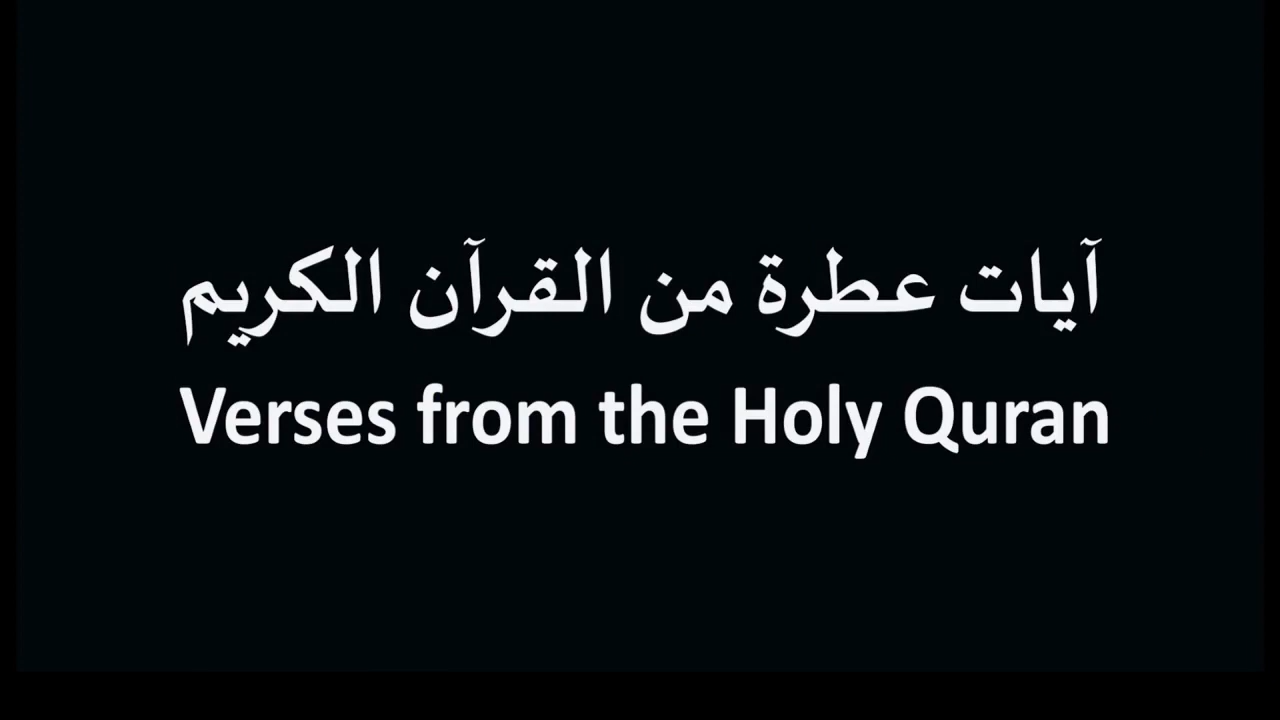 آيات عطرة من القرآن الكريم
Verses from the Holy Quran